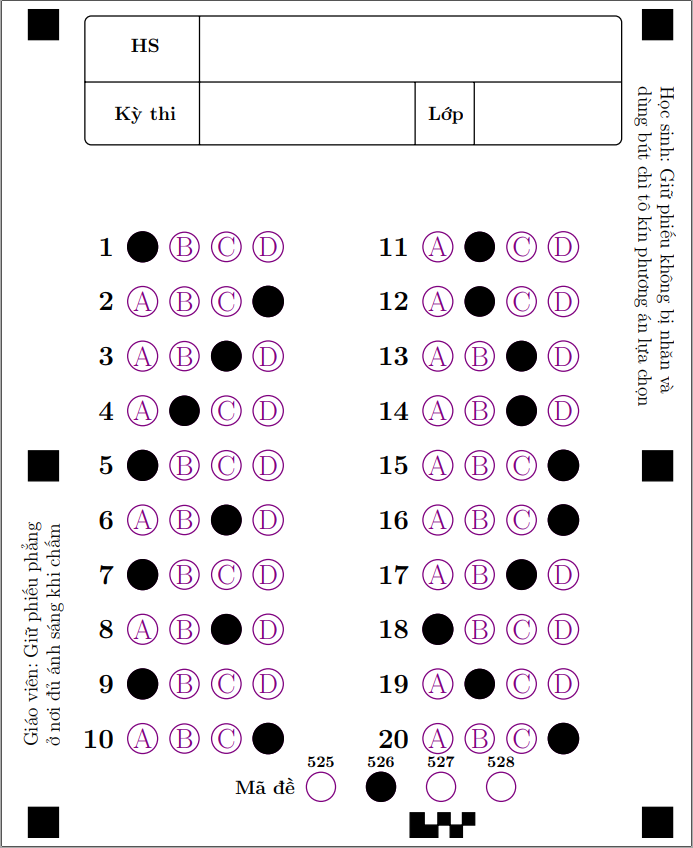 HS
Kỳ thi
Lớp
Học sinh: Giữ phiếu không bị nhăn và
dùng bút chì tô kín phương án lựa chọn
1 B C D
2 A B C
3 A B D
4 A C D
5 B C D
6 A B D
7 B C D
8 A B D
9 B C D
10 A B C
11 A C D
12 A C D
13 A B D
14 A B D
15 A B C
16 A B C
17 A B D
18 B C D
19 A C D
20 A B C
Giáo viên: Giữ phiếu phẳng
ở nơi đủ ánh sáng khi chấm
525 526 527 528
Mã đề